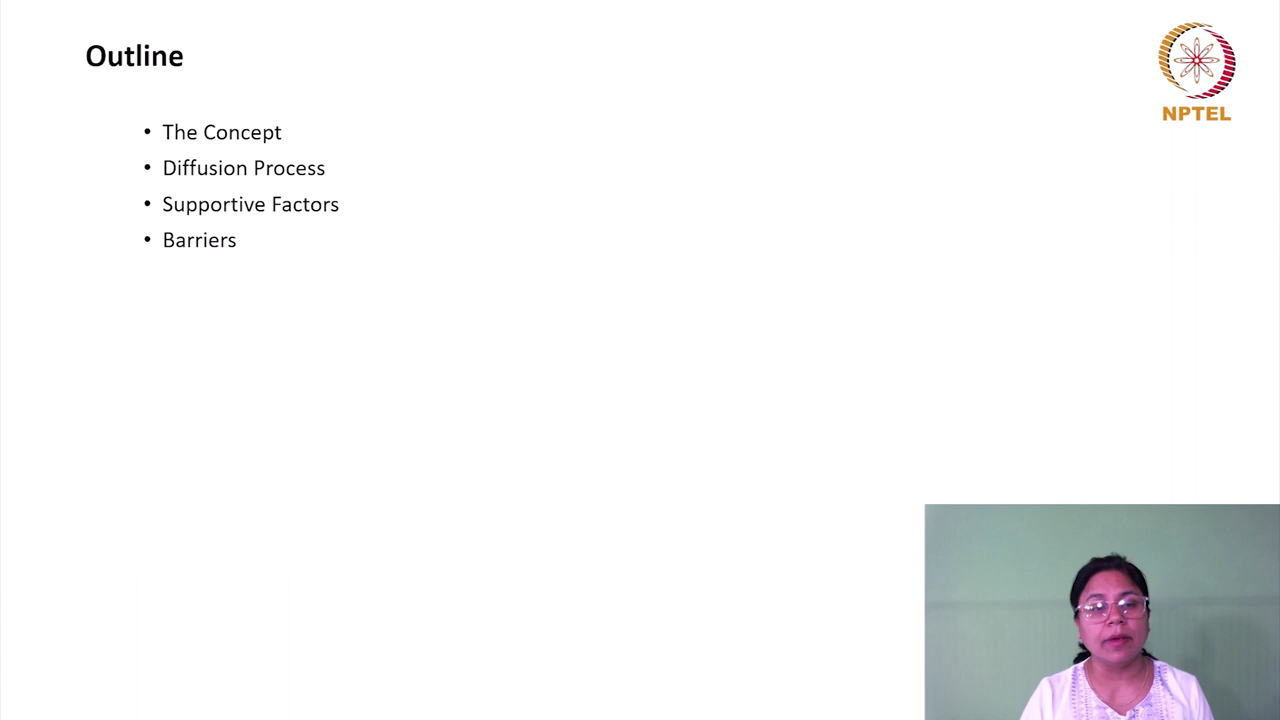 Outline
NPTEL
• The Concept
• Diffusion Process
• Supportive Factors
• Barriers